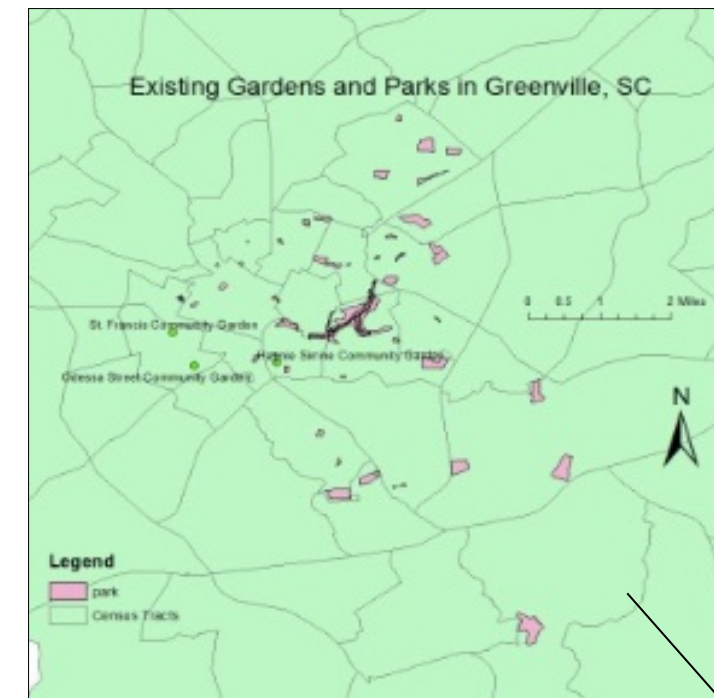 Existing Gardens and Parks in Greenville, SC
0 0.5 1 2 Miles
St. Francis Community Garden
Sirrine Community Garden
Odessa Street Community Garden
N
Legend
park
Census Tracts